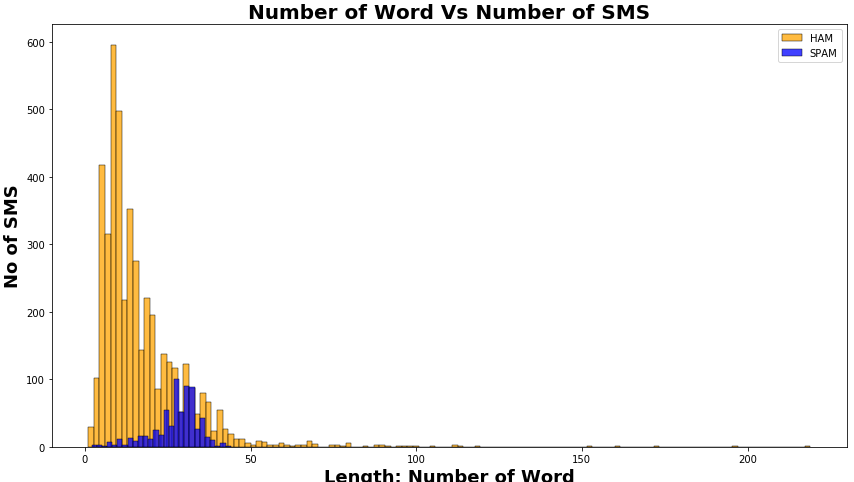 Number of Word Vs Number of SMS
HAM
SPAM
600
500
400
300
200
100
0
No of SMS
0 50 100 150 200
Length: Number of Word